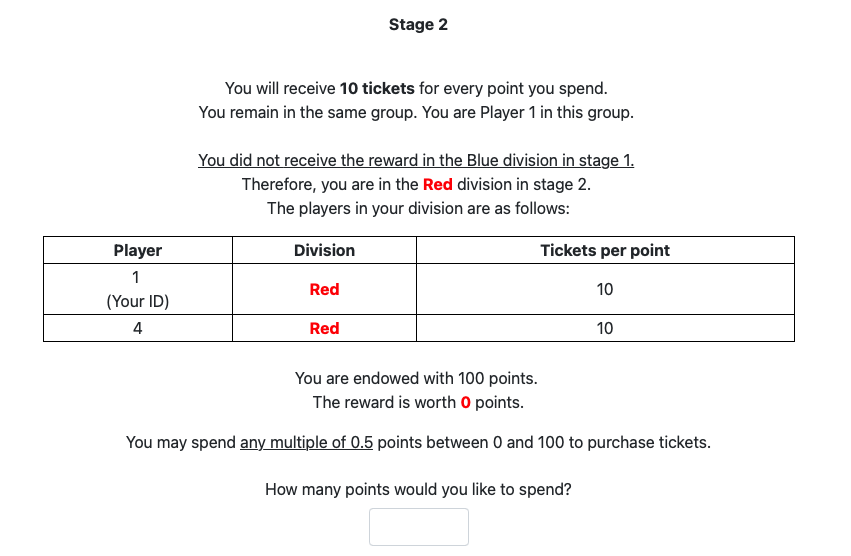 Stage 2
You will receive 10 tickets for every point you spend.
You remain in the same group. You are Player 1 in this group.
You did not receive the reward in the Blue division in stage 1.
Therefore, you are in the Red division in stage 2.
The players in your division are as follows:
Player Division Tickets per point
1
(Your ID) Red 10
4 Red 10
You are endowed with 100 points.
The reward is worth 0 points.
You may spend any multiple of 0.5 points between 0 and 100 to purchase tickets.
How many points would you like to spend?